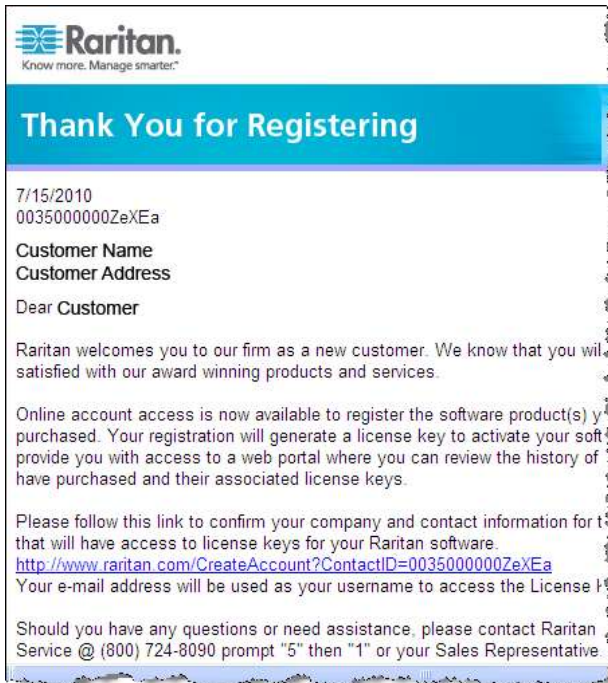 Raritan.
Know more. Manage smarter.™
Thank You for Registering
7/15/2010
0035000000ZeXEa
Customer Name
Customer Address
Dear Customer
Raritan welcomes you to our firm as a new customer. We know that you wil
satisfied with our award winning products and services.
Online account access is now available to register the software product(s) y
purchased. Your registration will generate a license key to activate your soft
provide you with access to a web portal where you can review the history of
have purchased and their associated license keys.
Please follow this link to confirm your company and contact information for t
that will have access to license keys for your Raritan software.
http://www.raritan.com/CreateAccount?ContactID=0035000000ZeXEa
Your e-mail address will be used as your username to access the License
Should you have any questions or need assistance, please contact Raritan
Service @ (800) 724-8090 prompt "5" then "1" or your Sales Representative.